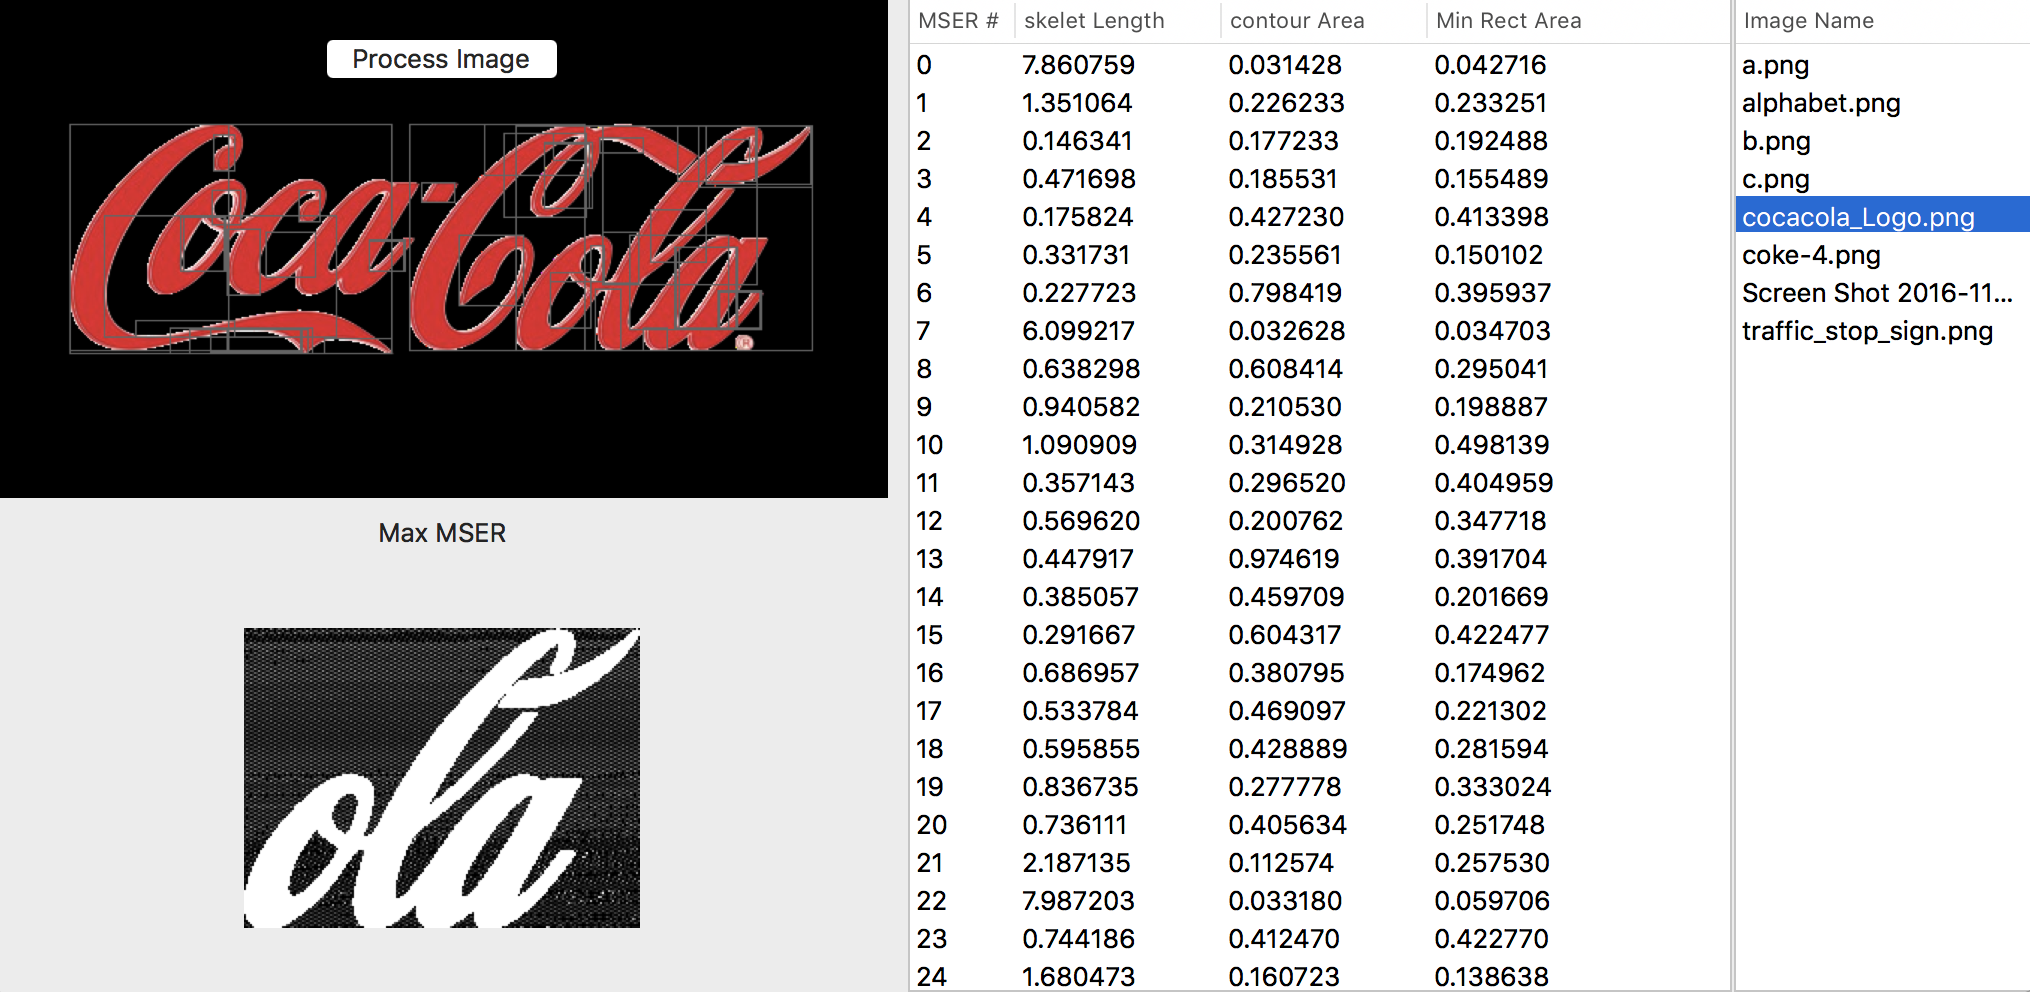 Process Image
Coca-Cola
®
Max MSER
ola
MSER # skelet Length contour Area Min Rect Area
0 7.860759 0.031428 0.042716
1 1.351064 0.226233 0.233251
2 0.146341 0.177233 0.192488
3 0.471698 0.185531 0.155489
4 0.175824 0.427230 0.413398
5 0.331731 0.235561 0.150102
6 0.227723 0.798419 0.395937
7 6.099217 0.032628 0.034703
8 0.638298 0.608414 0.295041
9 0.940582 0.210530 0.198887
10 1.090909 0.314928 0.498139
11 0.357143 0.296520 0.404959
12 0.569620 0.200762 0.347718
13 0.447917 0.974619 0.391704
14 0.385057 0.459709 0.201669
15 0.291667 0.604317 0.422477
16 0.686957 0.380795 0.174962
17 0.533784 0.469097 0.221302
18 0.595855 0.428889 0.281594
19 0.836735 0.277778 0.333024
20 0.736111 0.405634 0.251748
21 2.187135 0.112574 0.257530
22 7.987203 0.033180 0.059706
23 0.744186 0.412470 0.422770
24 1.680473 0.160723 0.138638
Image Name
a.png
alphabet.png
b.png
c.png
cocacola_Logo.png
coke-4.png
Screen Shot 2016-11...
traffic_stop_sign.png